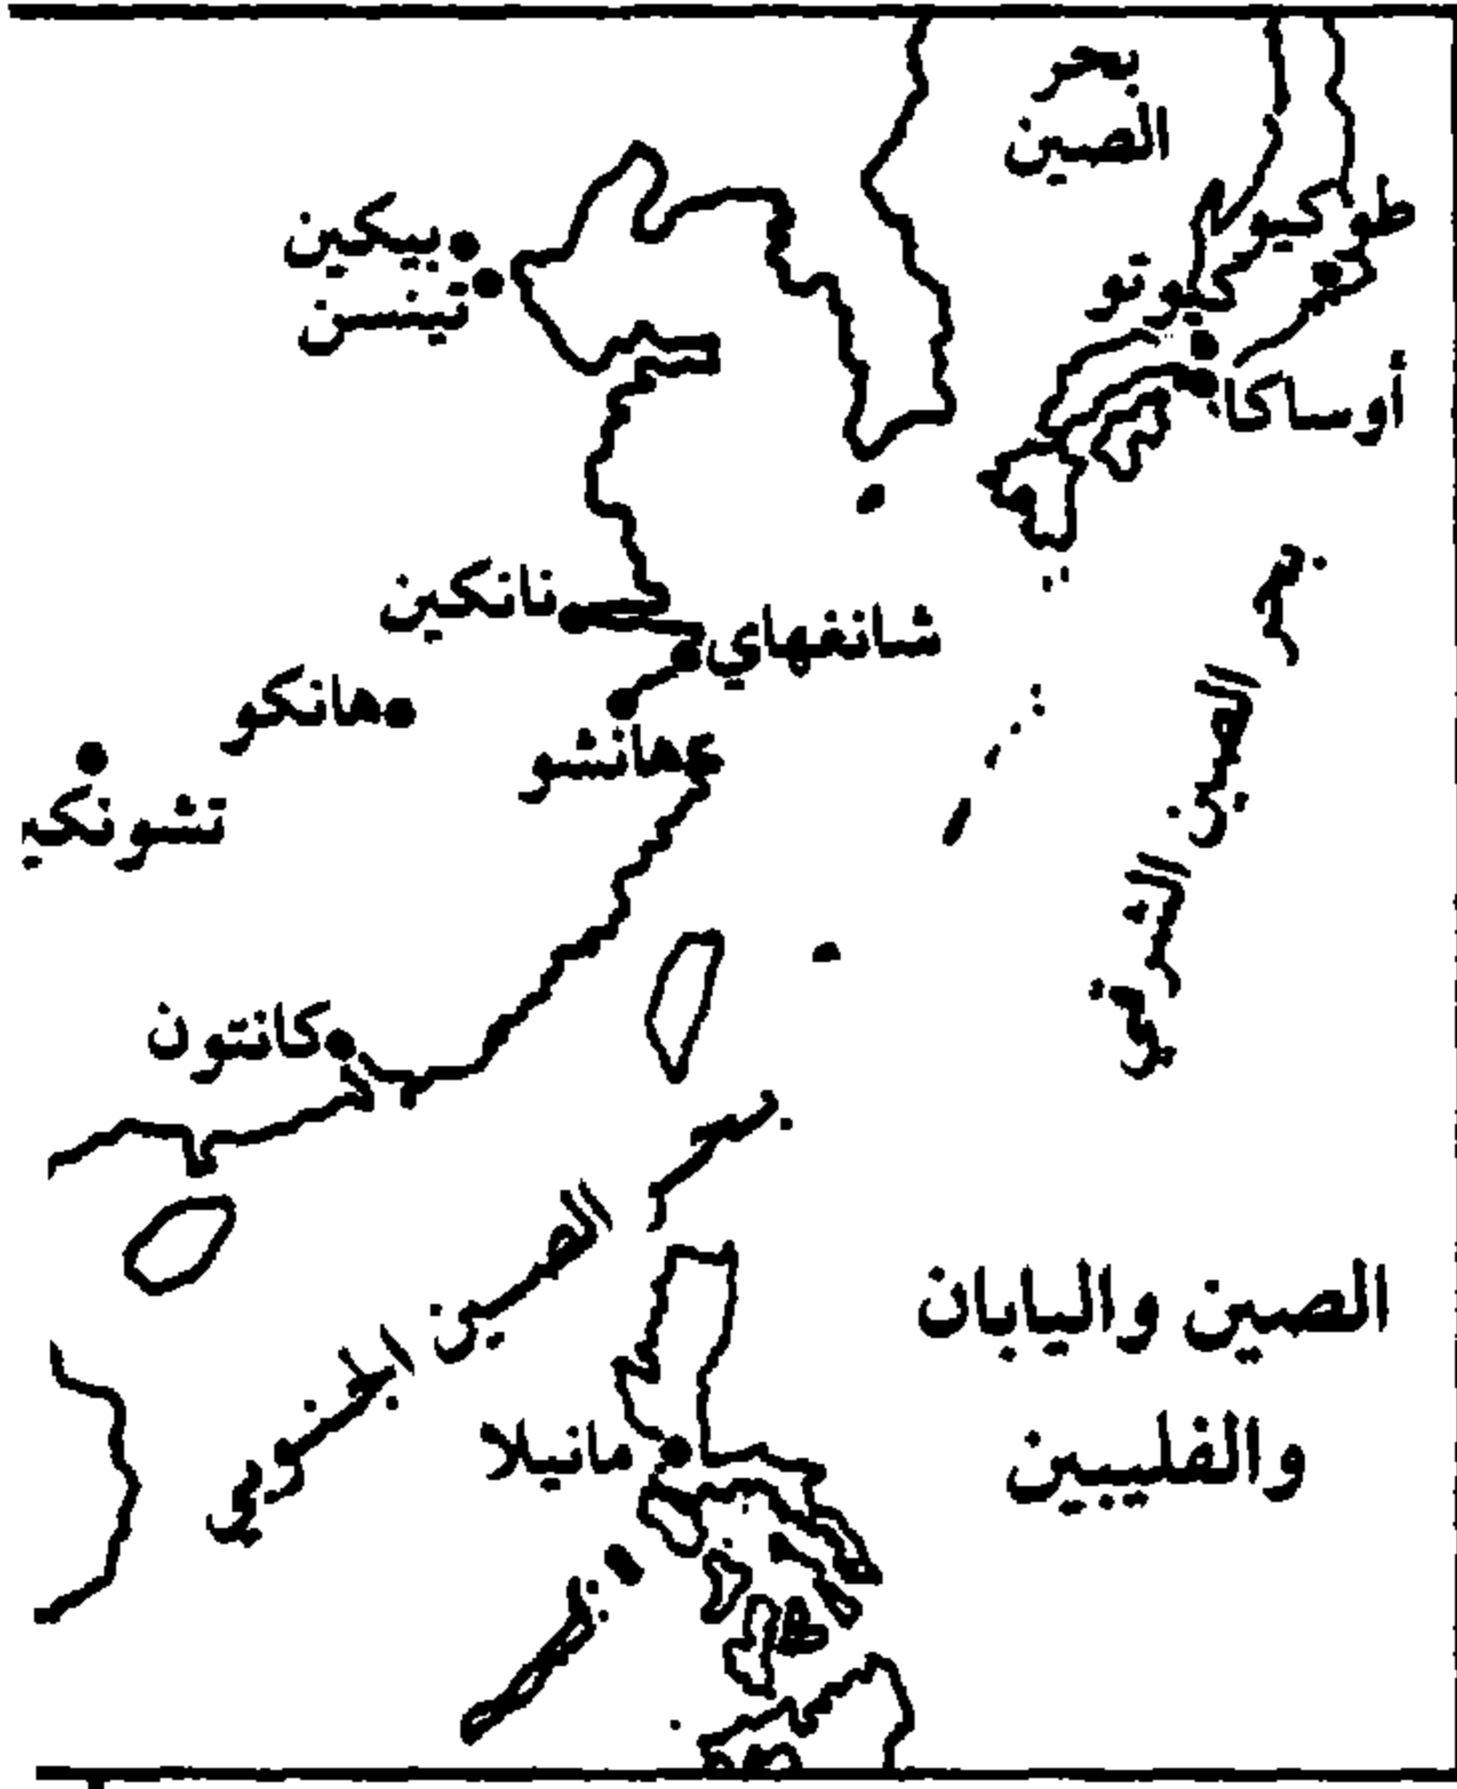 بحر
الصين
طوكيو
كيوتو
أوساكا
بيكين
تينسن
نانكين
شانغهاي
هانكو
هانشو
تشونكيـ
كانتون
بحر الصين الشرقي
بحر الصين الجنوبي
مانيلا
الصين واليابان
والفليبين